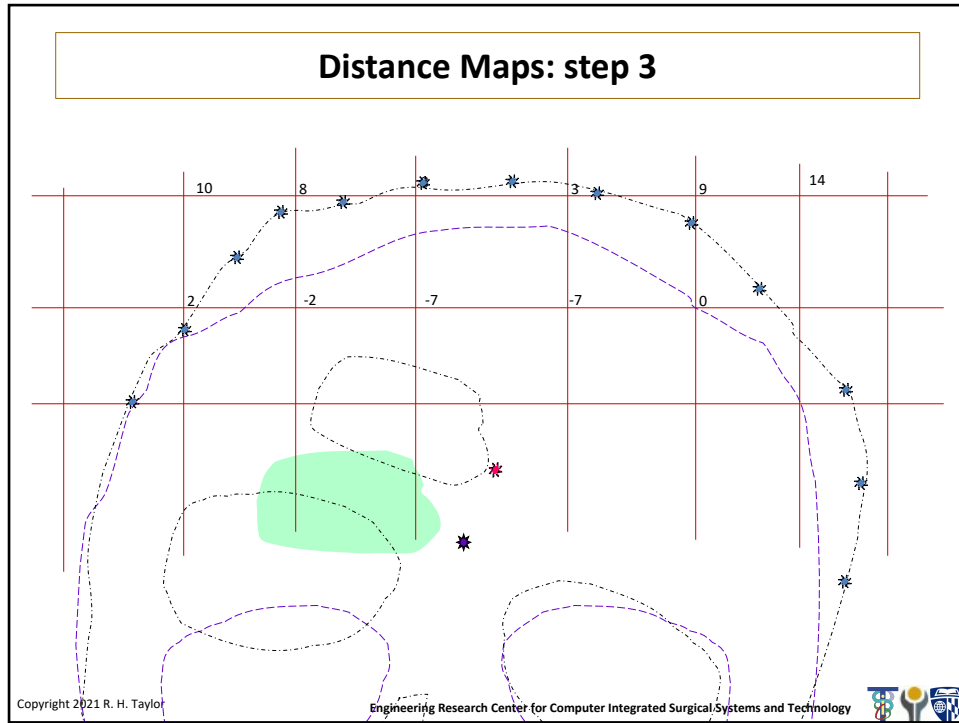 Distance Maps: step 3
10 8 3 9 14
2 -2 -7 -7 0
Copyright 2021 R. H. Taylor
Engineering Research Center for Computer Integrated Surgical Systems and Technology